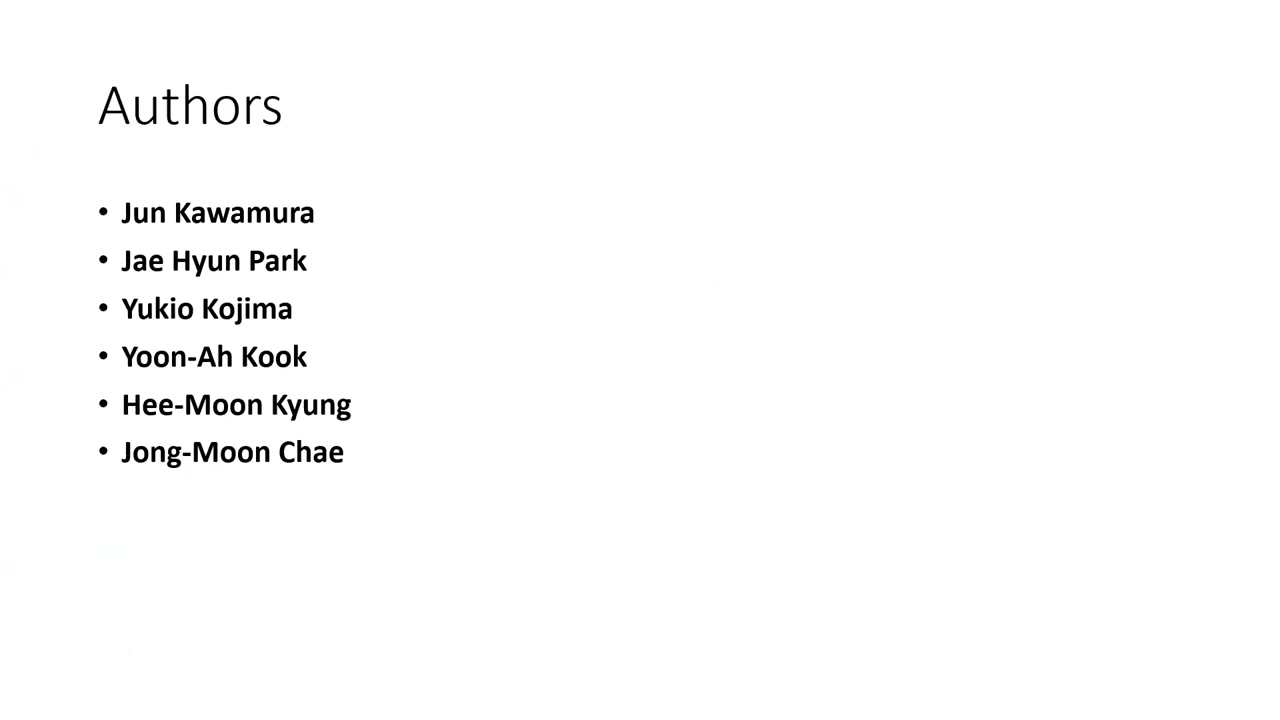 Authors
• Jun Kawamura
• Jae Hyun Park
• Yukio Kojima
• Yoon-Ah Kook
• Hee-Moon Kyung
• Jong-Moon Chae